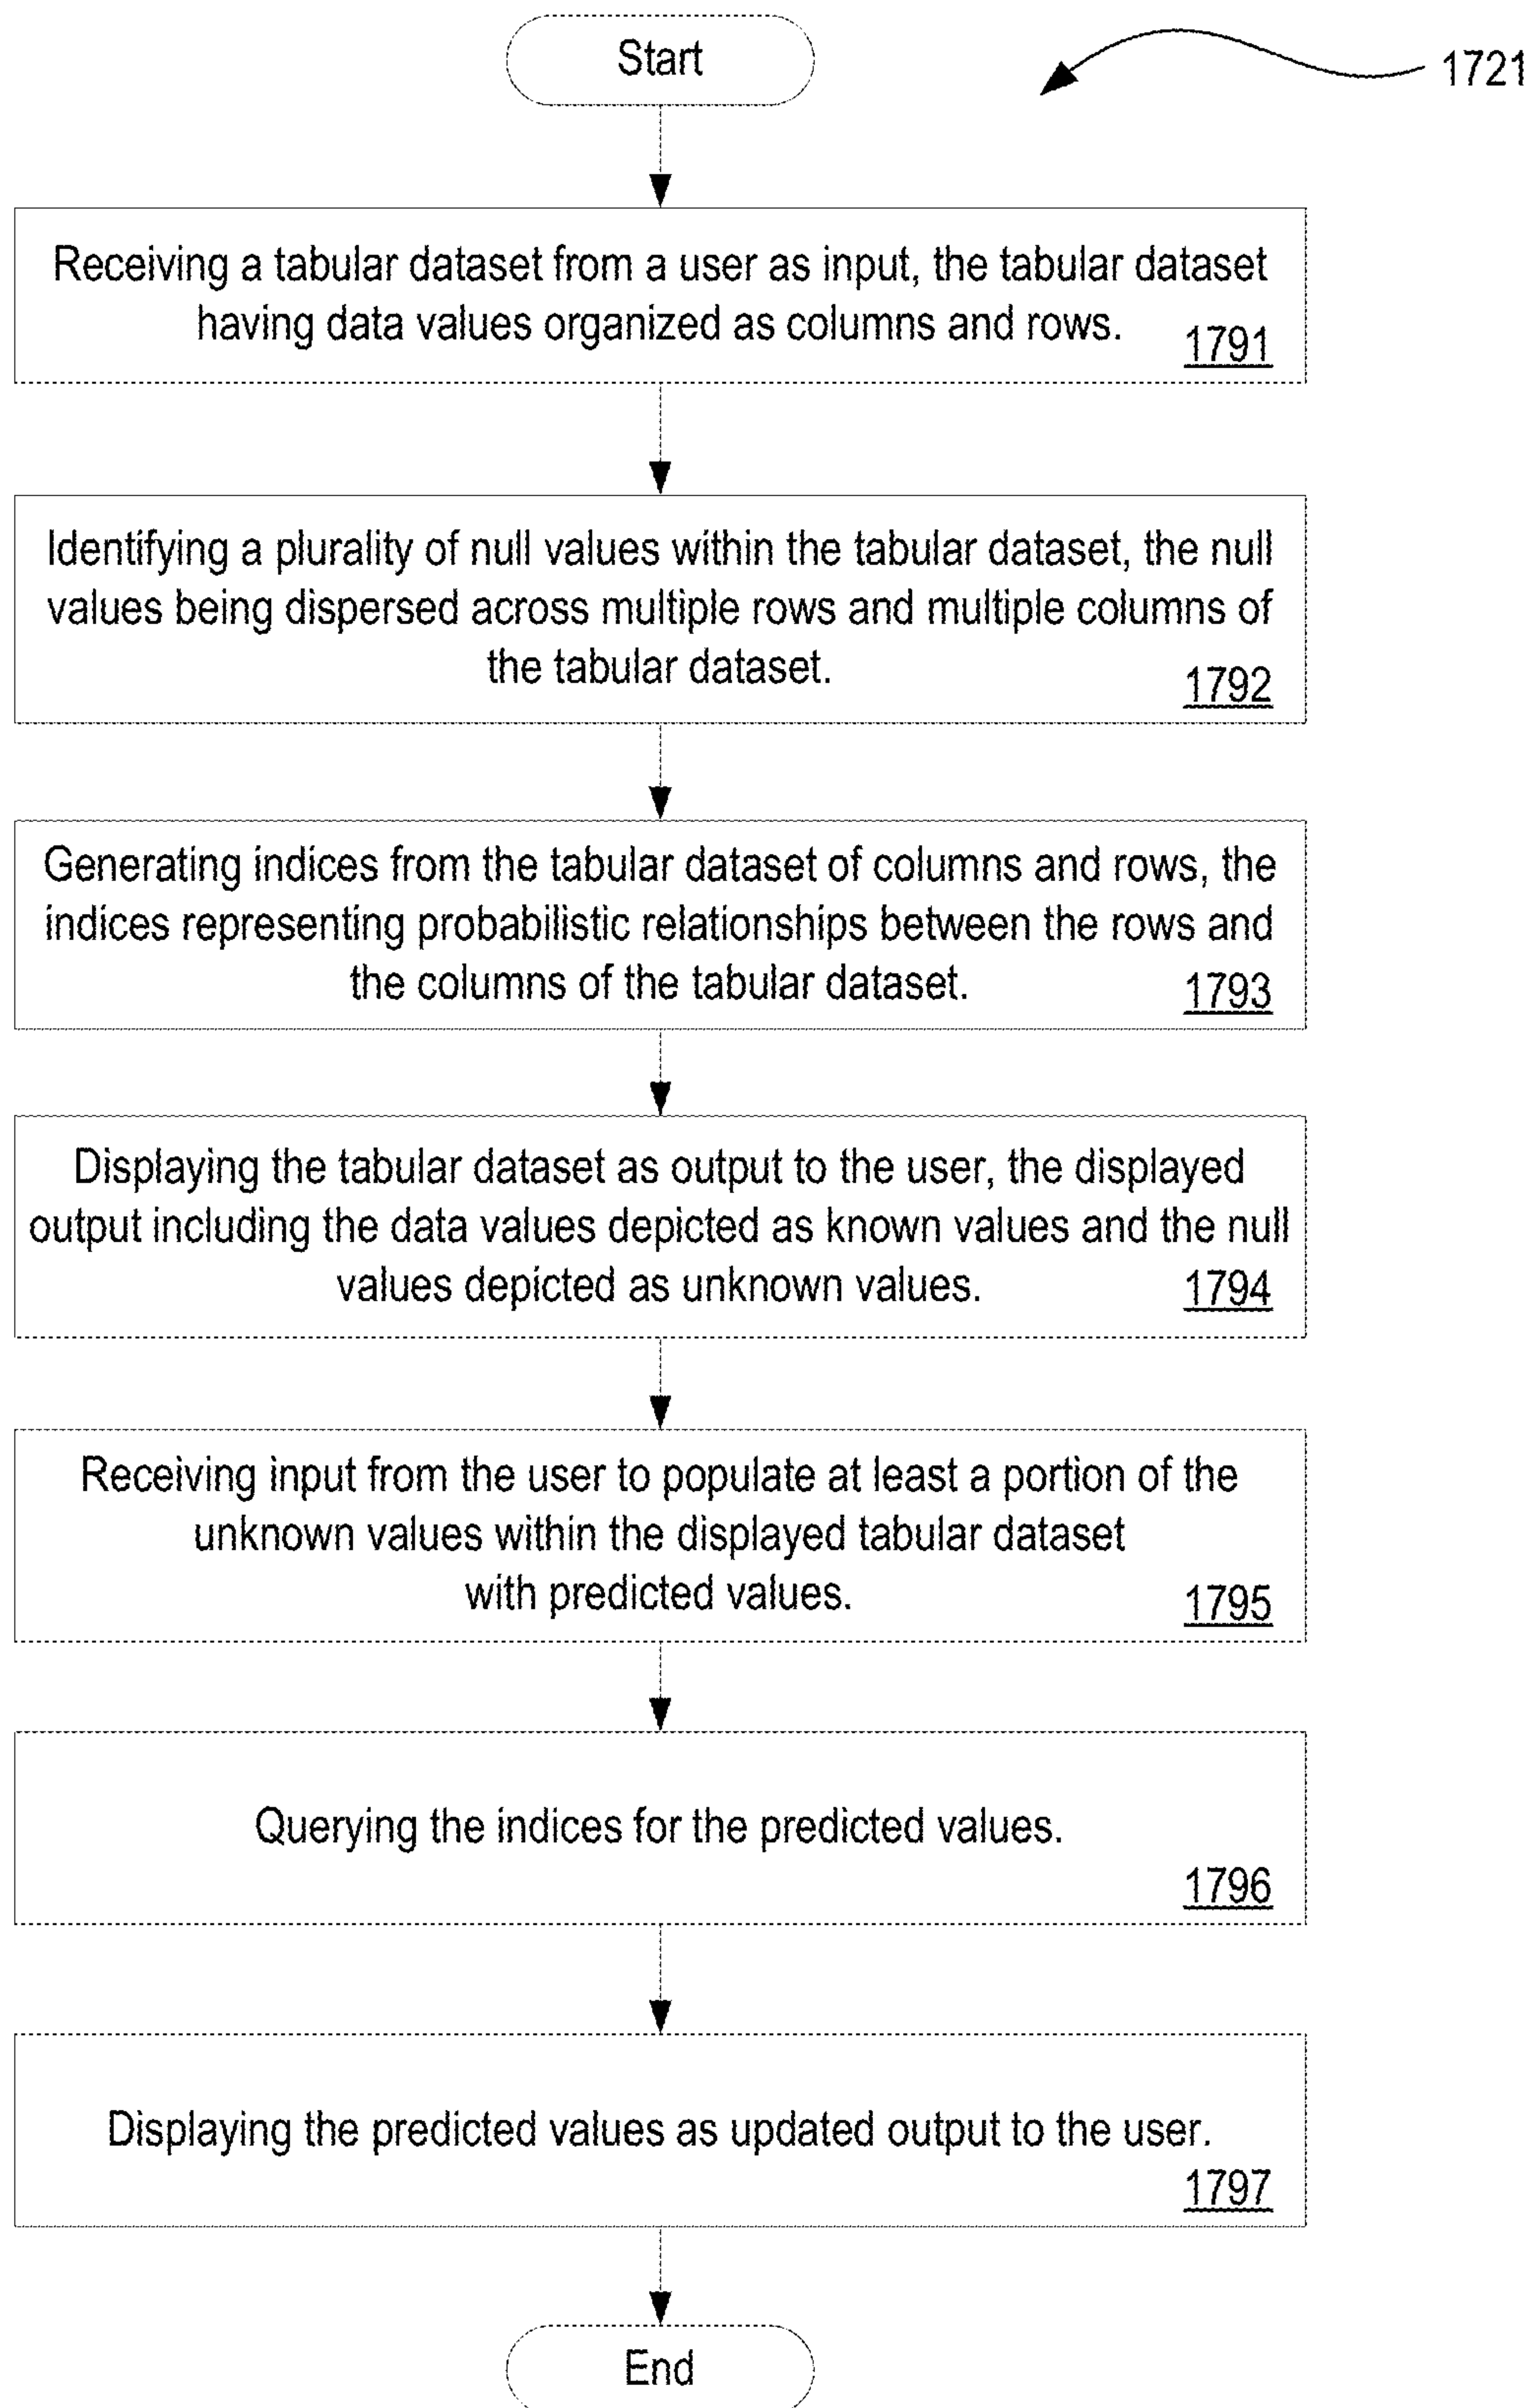 Start
1721
Receiving a tabular dataset from a user as input, the tabular dataset
having data values organized as columns and rows.
1791
Identifying a plurality of null values within the tabular dataset, the null
values being dispersed across multiple rows and multiple columns of
the tabular dataset.
1792
Generating indices from the tabular dataset of columns and rows, the
indices representing probabilistic relationships between the rows and
the columns of the tabular dataset.
1793
Displaying the tabular dataset as output to the user, the displayed
output including the data values depicted as known values and the null
values depicted as unknown values.
1794
Receiving input from the user to populate at least a portion of the
unknown values within the displayed tabular dataset
with predicted values.
1795
Querying the indices for the predicted values.
1796
Displaying the predicted values as updated output to the user.
1797
End